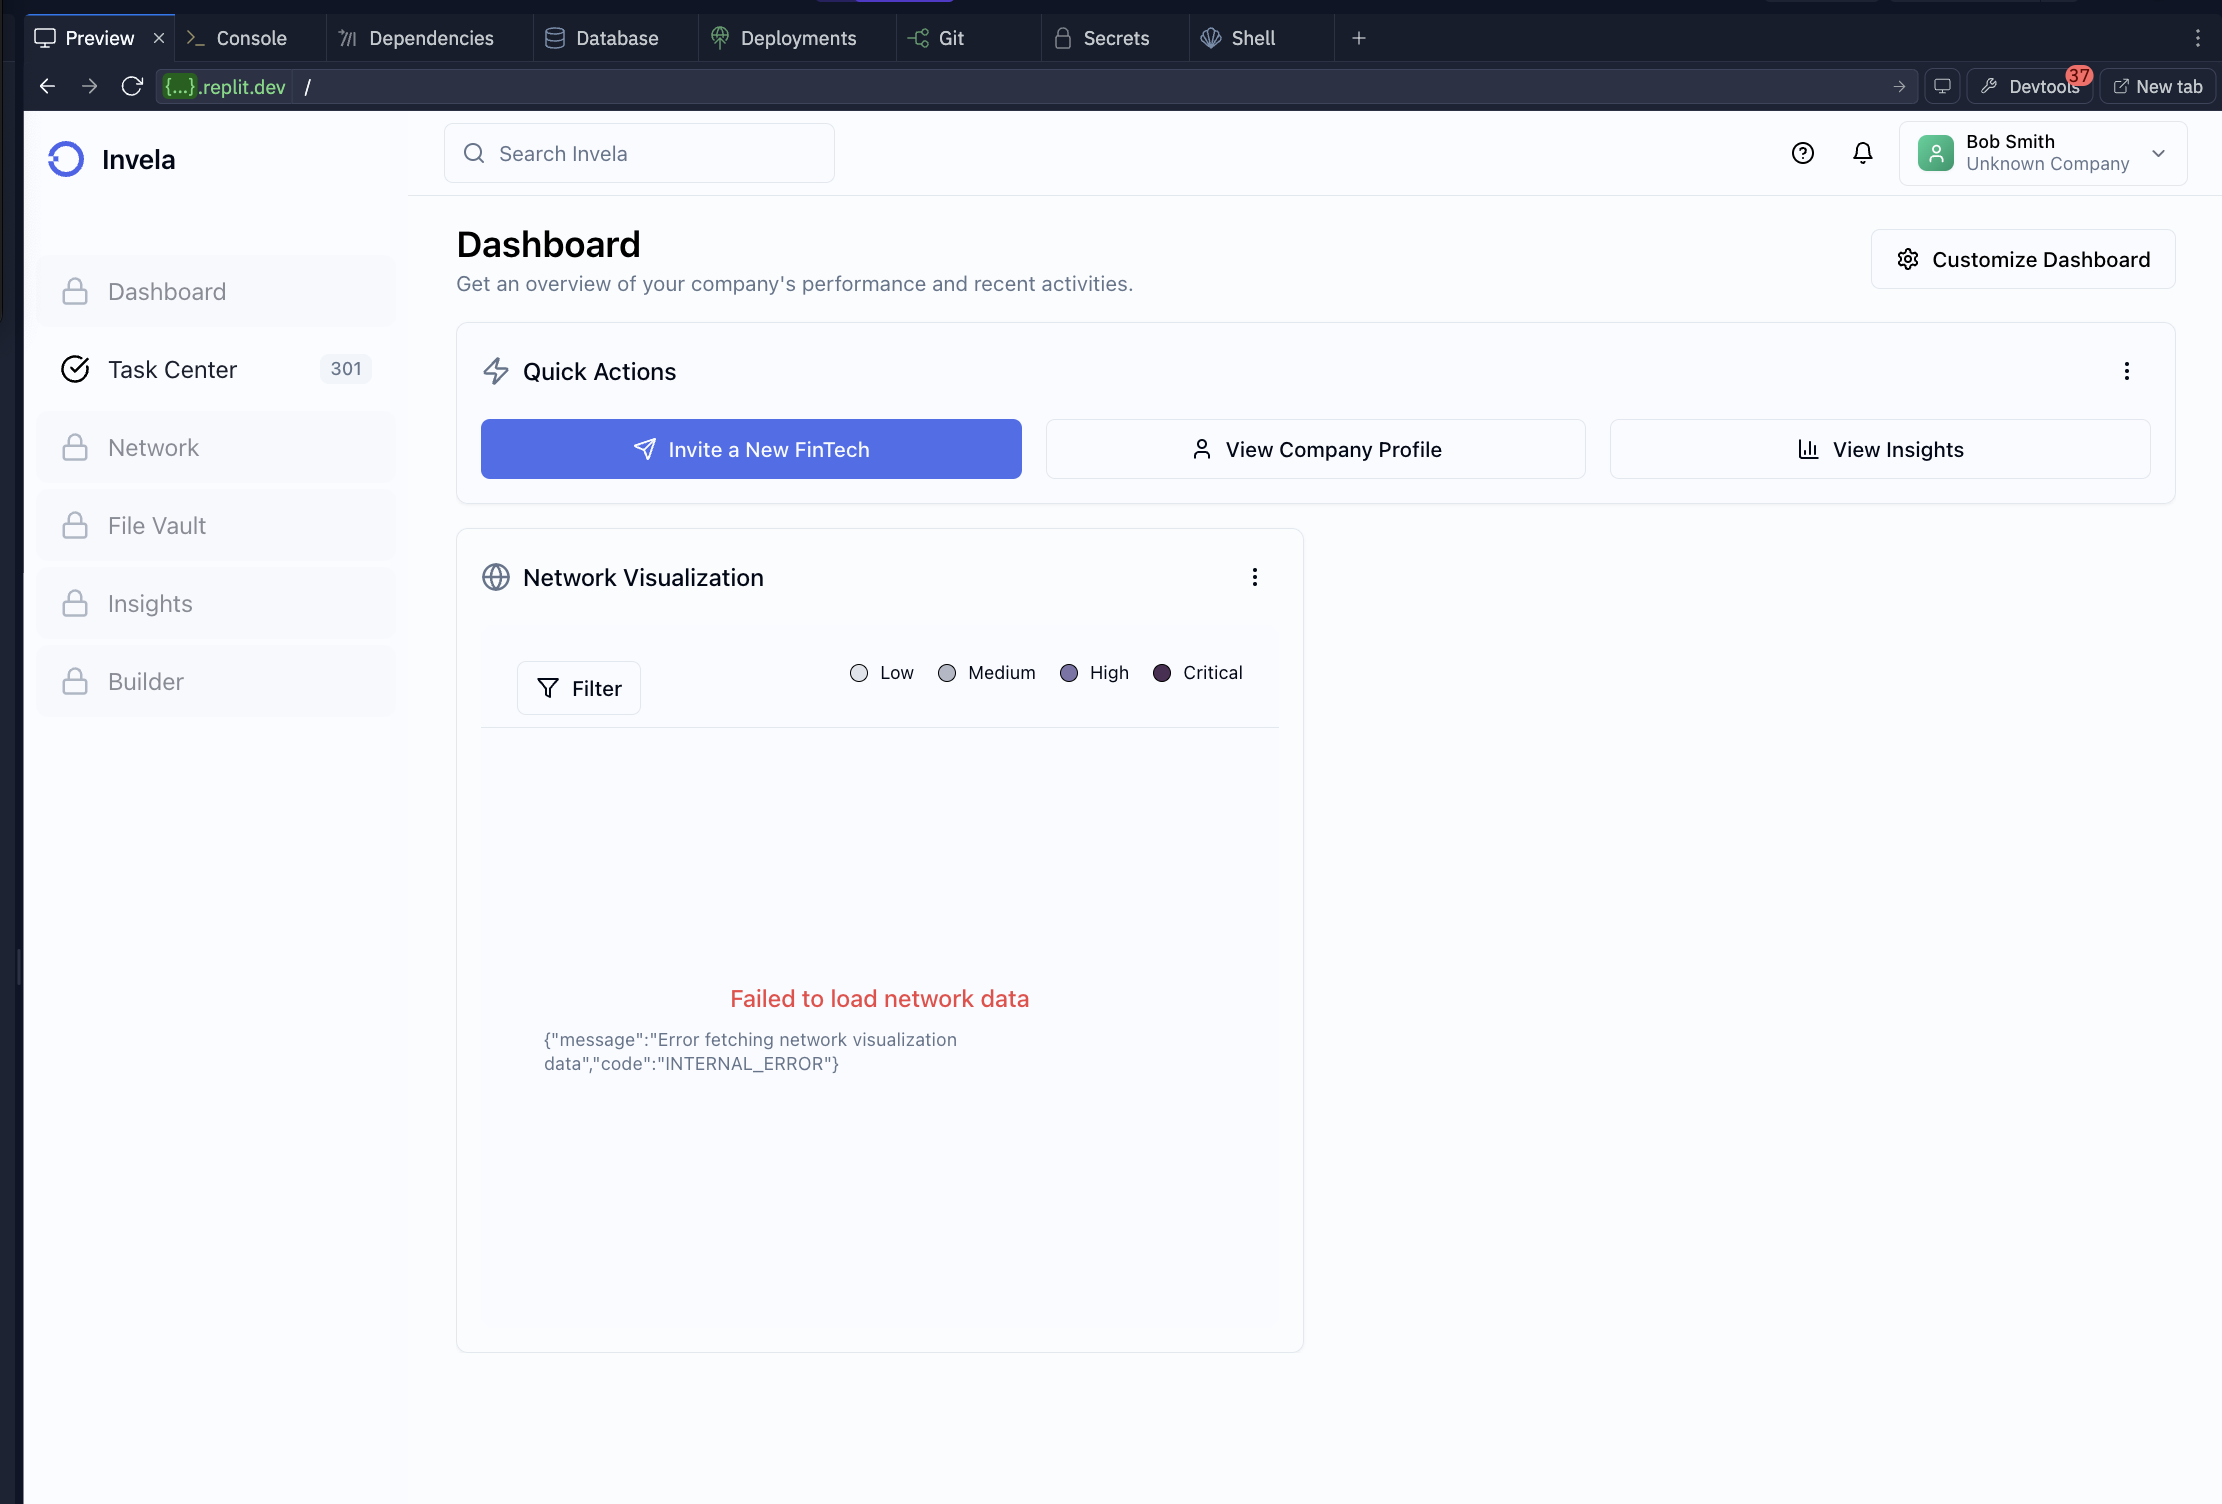 Preview
Console
Dependencies
Database
Deployments
Git
Secrets
Shell
{...}.replit.dev /
Devtools
37
New tab
Invela
Search Invela
Bob Smith
Unknown Company
Dashboard
Task Center 301
Network
File Vault
Insights
Builder
Dashboard
Get an overview of your company's performance and recent activities.
Customize Dashboard
Quick Actions
Invite a New FinTech
View Company Profile
View Insights
Network Visualization
Filter
Low
Medium
High
Critical
Failed to load network data
{"message":"Error fetching network visualization
data","code":"INTERNAL_ERROR"}